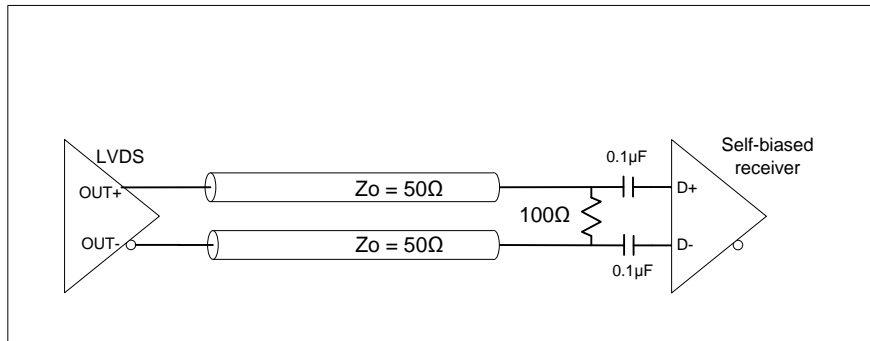 LVDS
OUT+
OUT-
Zo = 50Ω
Zo = 50Ω
100Ω
0.1µF
0.1µF
D+
D-
Self-biased
receiver